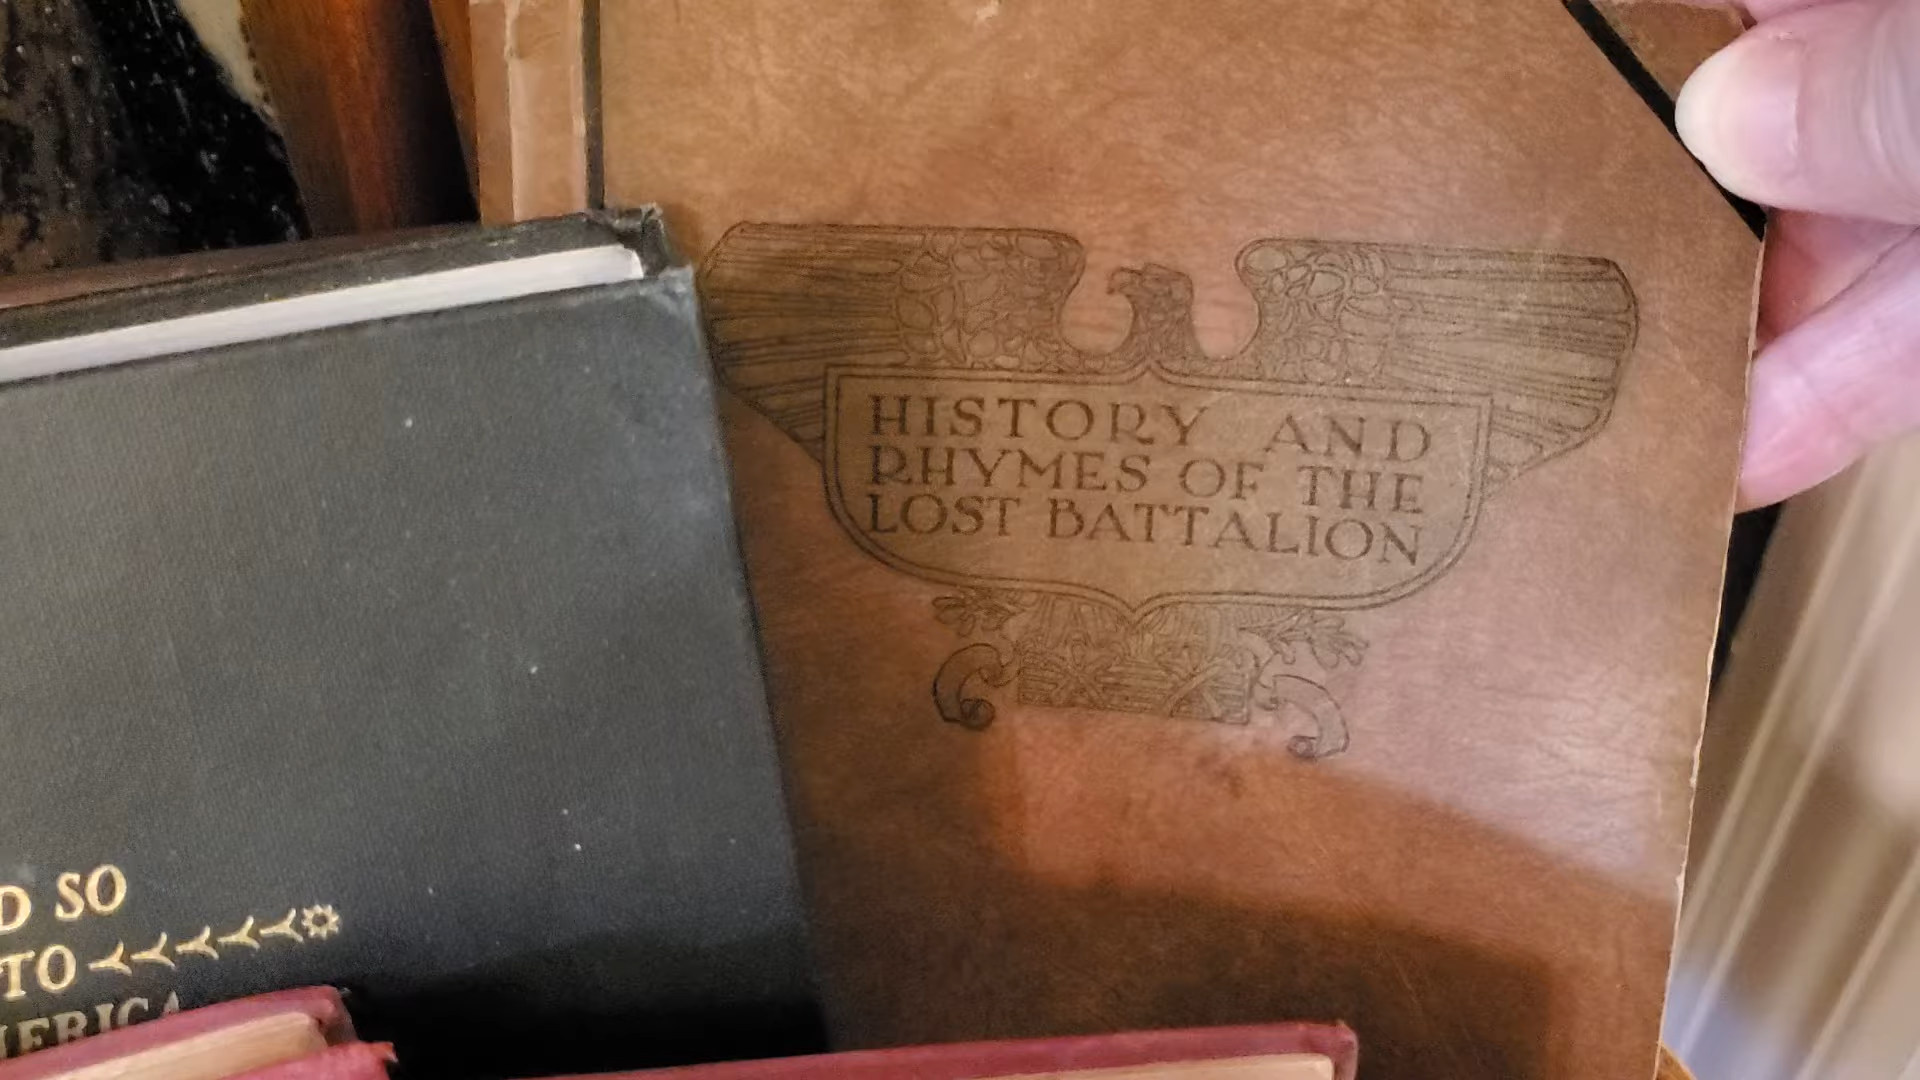 HISTORY AND
RHYMES OF THE
LOST BATTALION
SO
TO